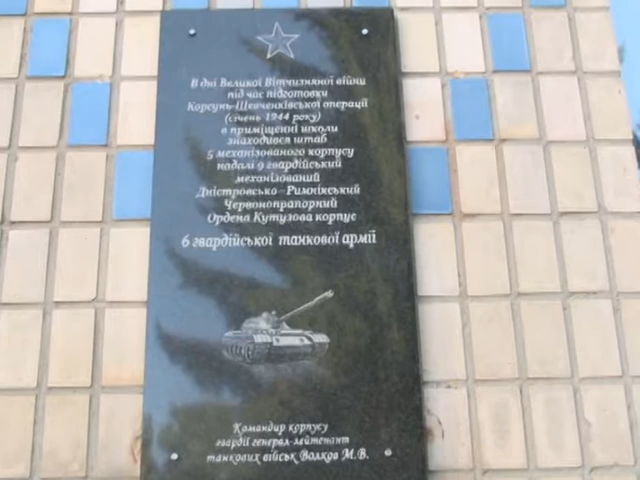 В дні Великої Вітчизняної війни
під час підготовки
Корсунь-Шевченківської операції
(січень 1944 року)
в приміщенні школи
знаходився штаб
5 механізованого корпусу
надалі 9 гвардійський
механізований
Дністровсько-Римнікський
Червонопрапорний
Ордена Кутузова корпус
6 гвардійської танкової армії
Командир корпусу
гвардії генерал-лейтенант
танкових військ Волков М.В.